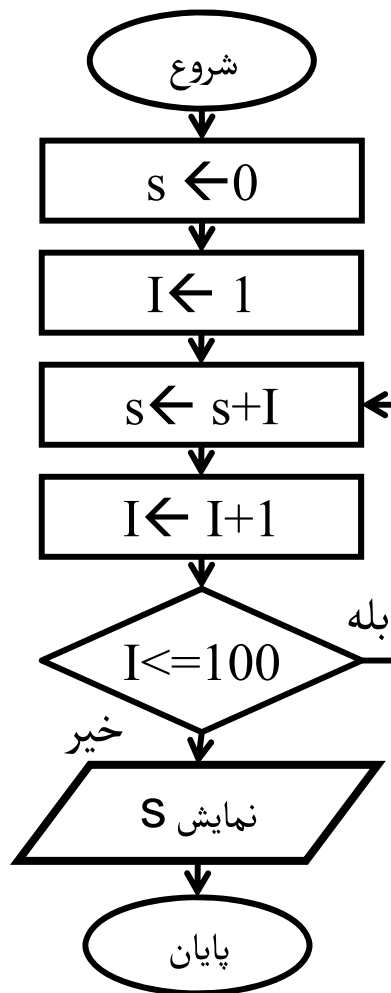 شروع
s ←0
I← 1
s← s+I
I← I+1
I<=100
بله
خیر
نمایش S
پایان